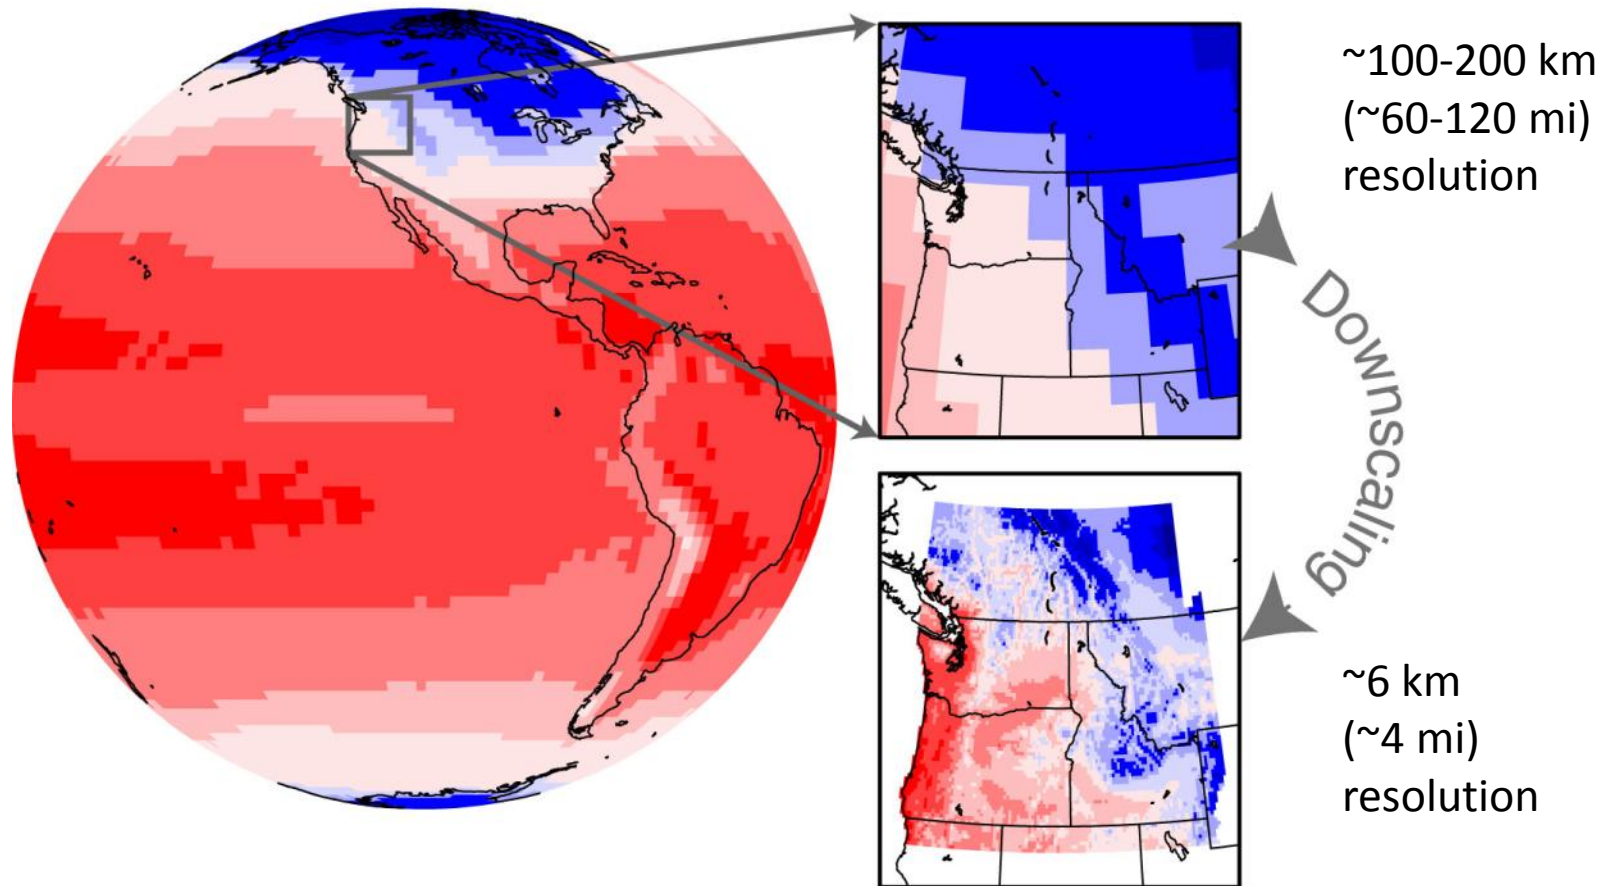 ~100-200 km
(~60-120 mi)
resolution
Downscaling
~6 km
(~4 mi)
resolution